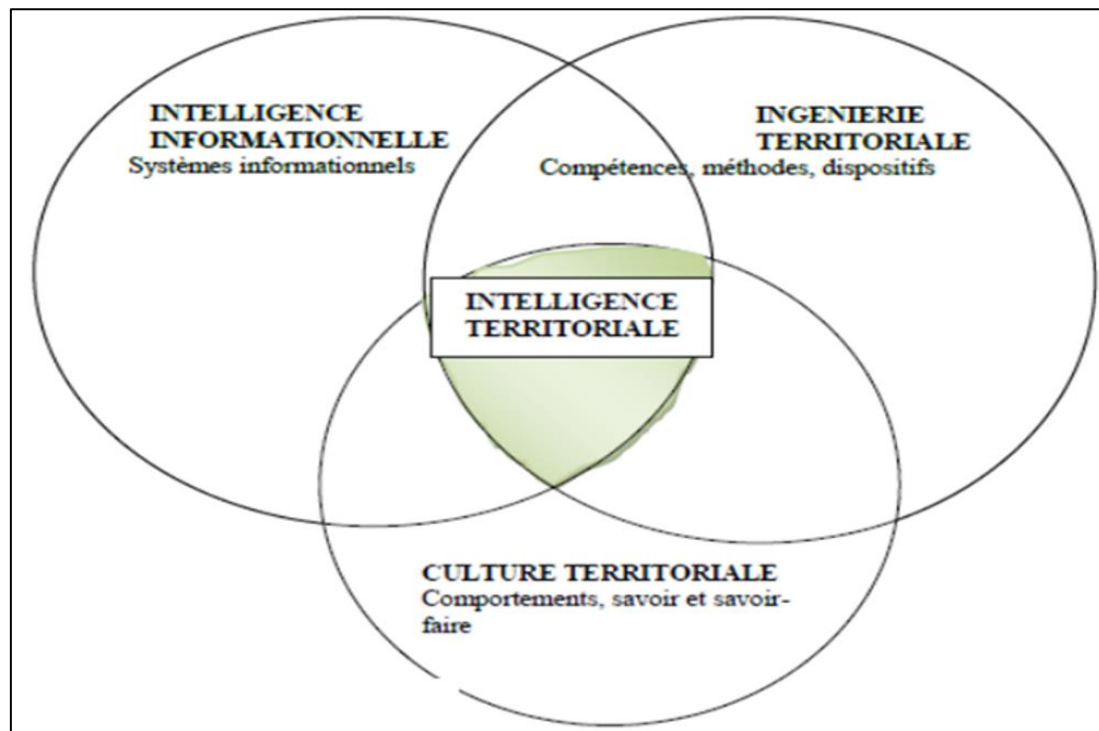 INTELLIGENCE
INFORMATIONNELLE
Systèmes informationnels
INGENIERIE
TERRITORIALE
Compétences, méthodes, dispositifs
INTELLIGENCE
TERRITORIALE
CULTURE TERRITORIALE
Comportements, savoir et savoir-
faire